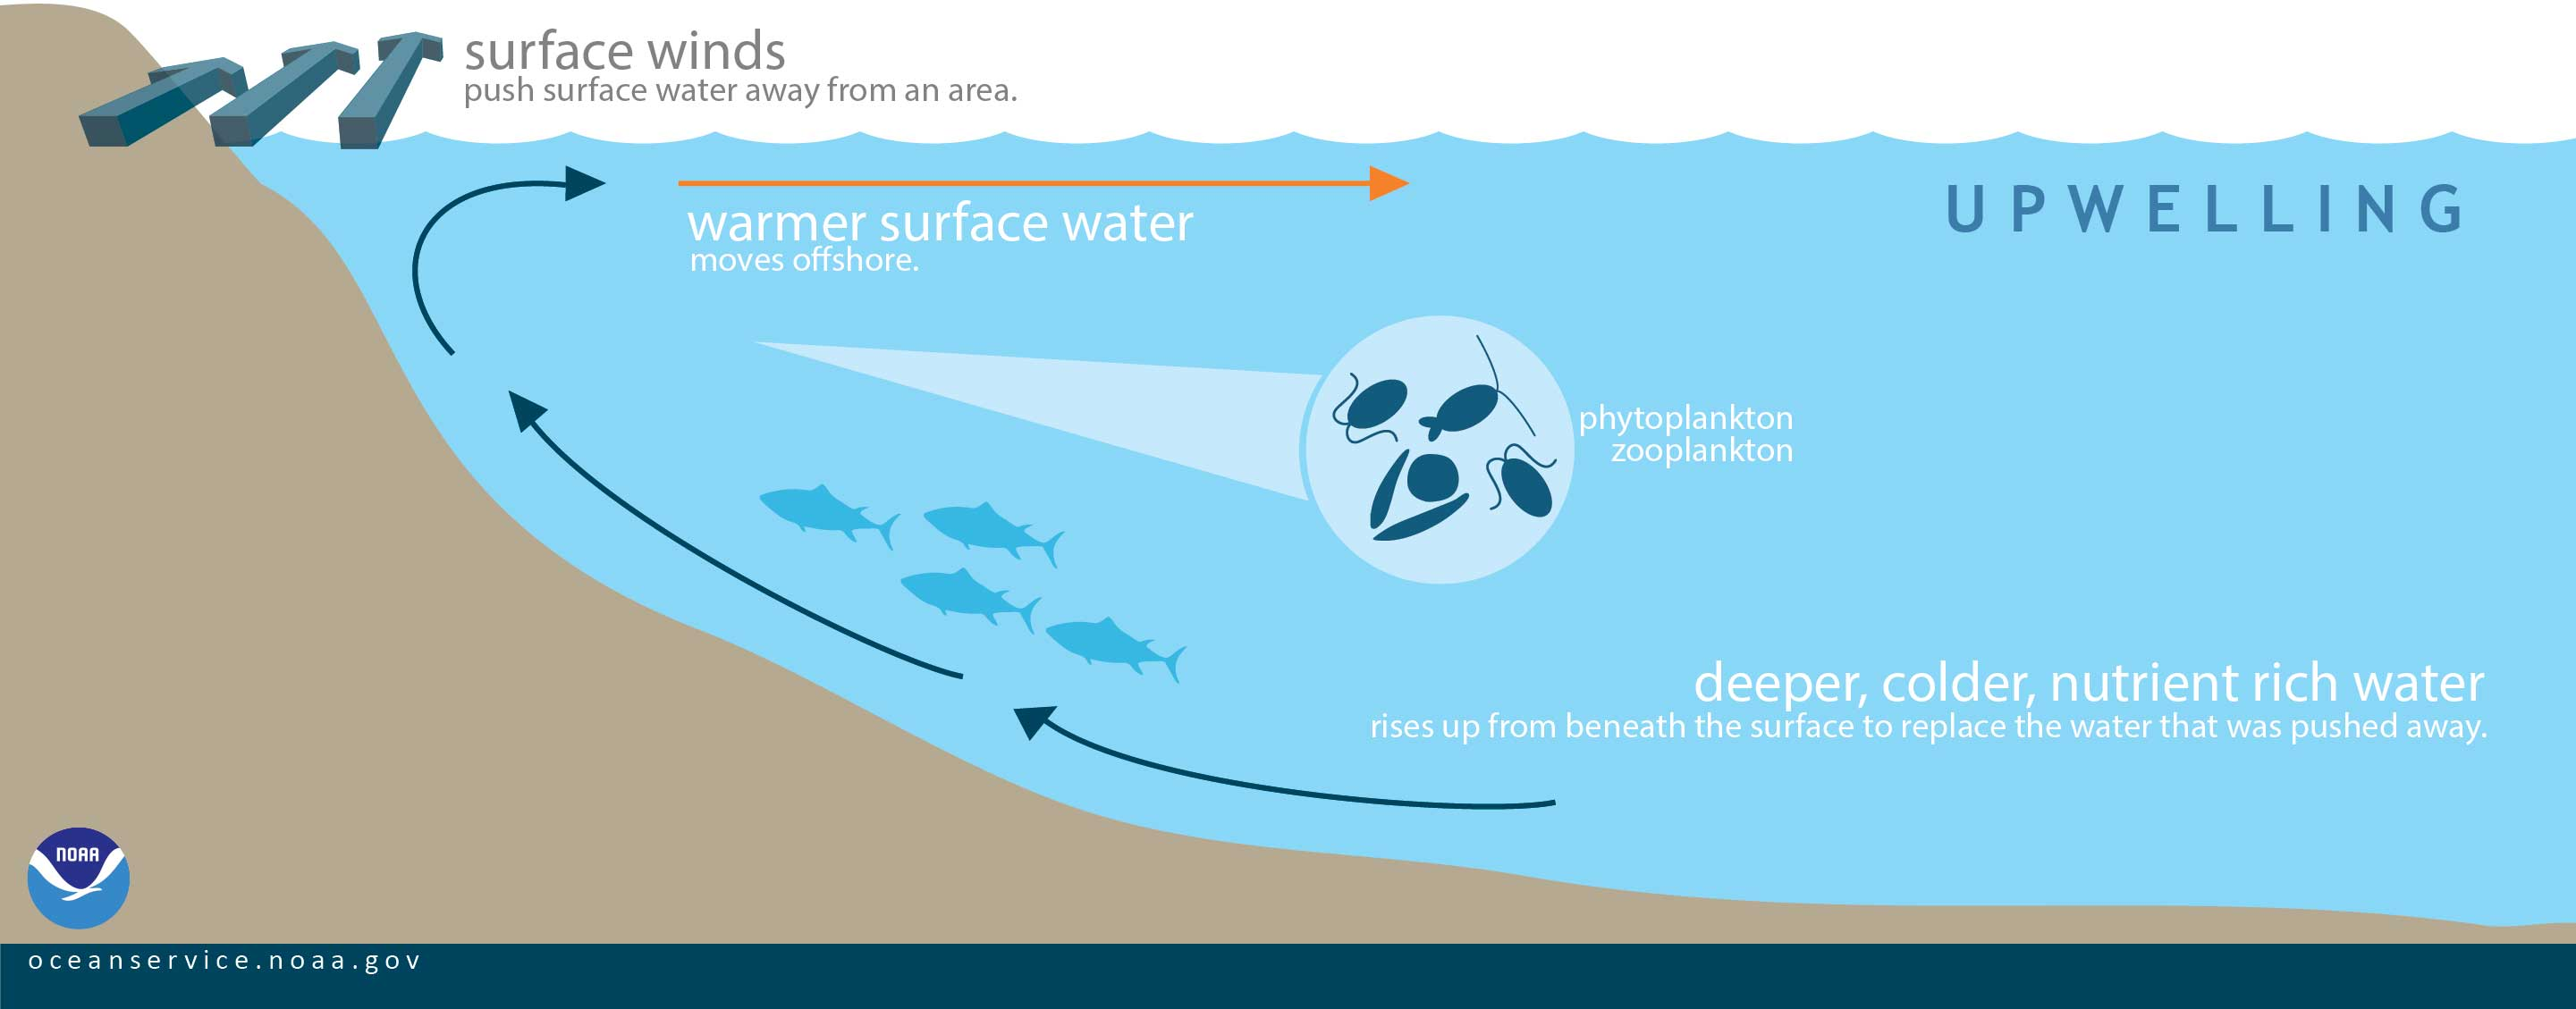 surface winds
push surface water away from an area.
UPWELLING
warmer surface water
moves offshore.
phytoplankton
zooplankton
deeper, colder, nutrient rich water
rises up from beneath the surface to replace the water that was pushed away.
NOAA
oceanservice.noaa.gov